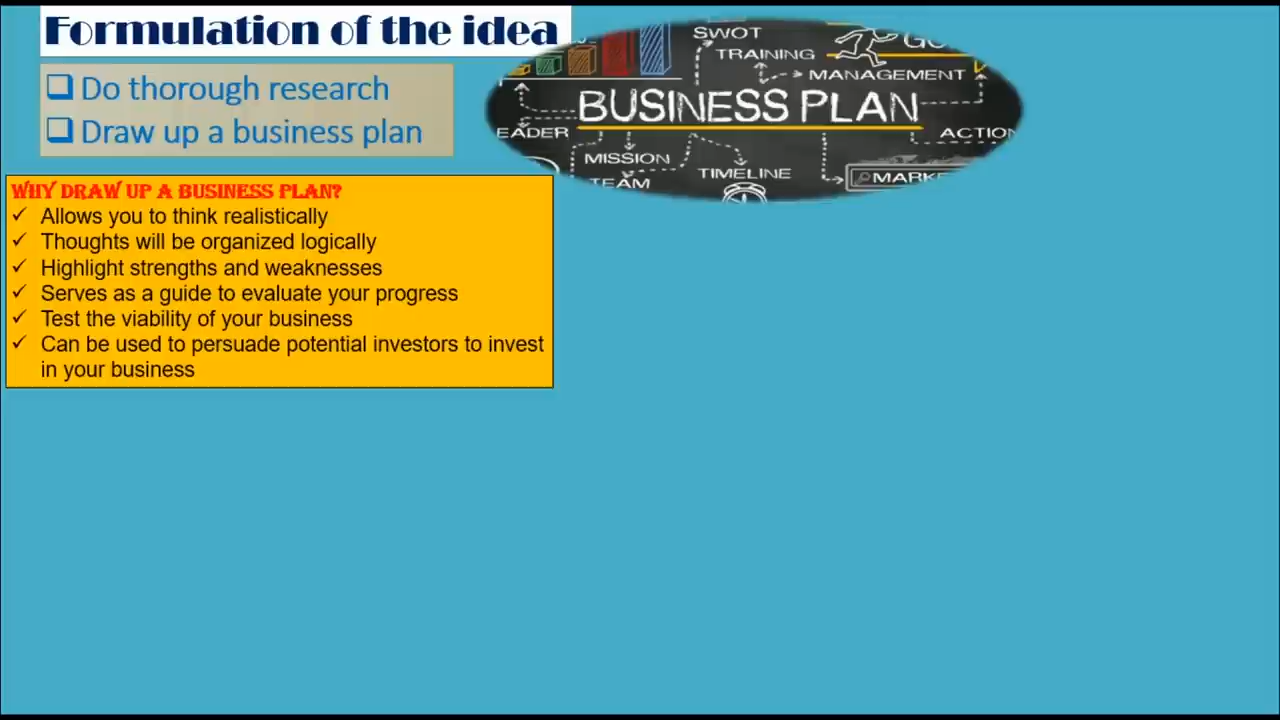 Formulation of the idea
❑ Do thorough research
❑ Draw up a business plan
SWOT
TRAINING
MANAGEMENT
BUSINESS PLAN
EADER
ACTION
MISSION
TEAM
TIMELINE
MARKE
WHY DRAW UP A BUSINESS PLAN?
✓ Allows you to think realistically
✓ Thoughts will be organized logically
✓ Highlight strengths and weaknesses
✓ Serves as a guide to evaluate your progress
✓ Test the viability of your business
✓ Can be used to persuade potential investors to invest
in your business